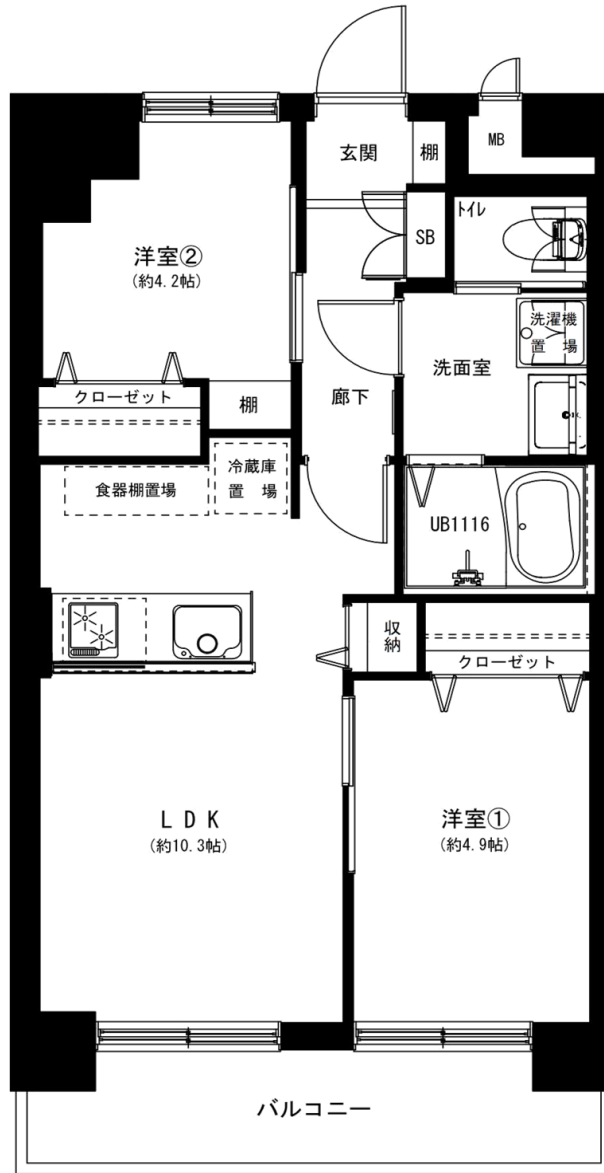 玄関
棚
MB
トイレ
SB
洋室②
(約4.2帖)
洗濯機
置 場
洗面室
廊下
クローゼット
棚
冷蔵庫
置 場
食器棚置場
UB1116
収
納
クローゼット
LDK
(約10.3帖)
洋室①
(約4.9帖)
バルコニー